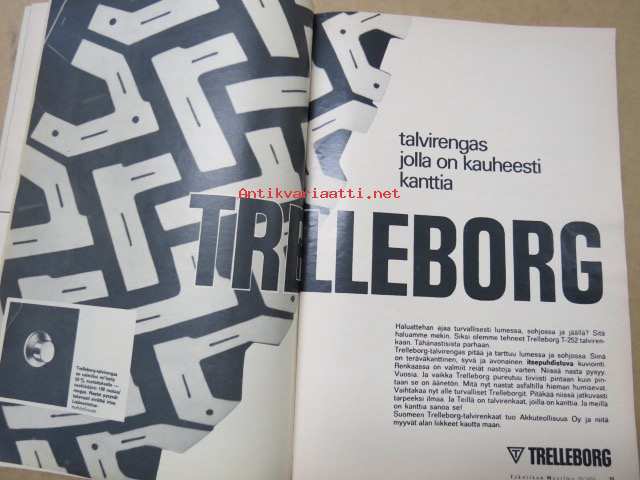 talvirengas
jolla on kauheesti
kanttia
Antikvariaatti.net
TRELLEBORG
Haluattehan ajaa turvallisesti lumessa, sohjossa ja jäällä? Sitä
haluamme mekin. Siksi olemme tehneet Trelleborg T-252 talviren-
kaan. Tähänastisista parhaan.
Trelleborg-talvirengas pitää ja tarttuu lumessa ja sohjossa. Siinä
on teräväkanttinen, syvä ja avonainen itsepuhdistuva kuviointi.
Renkaassa on valmiit reiät nastoja varten. Niissä nasta pysyy.
Vuosia. Ja vaikka Trelleborg pureutuu tiiviisti pintaan kuin pin-
taan se on äänetön. Mitä nyt nastat asfaltilla hieman humisevat.
Vaihtakaa nyt alle turvalliset Trelleborgit. Pitäkää niissä jatkuvasti
tarpeeksi ilmaa. Ja Teillä on talvirenkaat, joilla on kanttia. Ja meillä
on kanttia sanoa se!
Suomeen Trelleborg-talvirenkaat tuo Akkuteollisuus Oy ja niitä
myyvät alan liikkeet kautta maan.
Trelleborg-talvirengas
T TRELLEBORG
Tekniikan Maailma